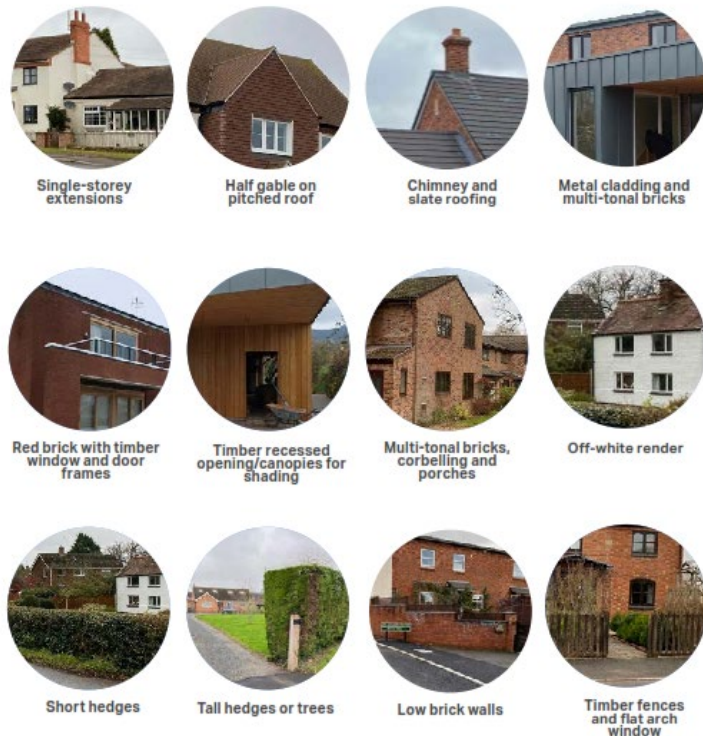 Single-storey
extensions
Half gable on
pitched roof
Chimney and
slate roofing
Metal cladding and
multi-tonal bricks
Red brick with timber
window and door
frames
Timber recessed
opening/canopies for
shading
Multi-tonal bricks,
corbelling and
porches
Off-white render
Short hedges
Tall hedges or trees
Low brick walls
Timber fences
and flat arch
window